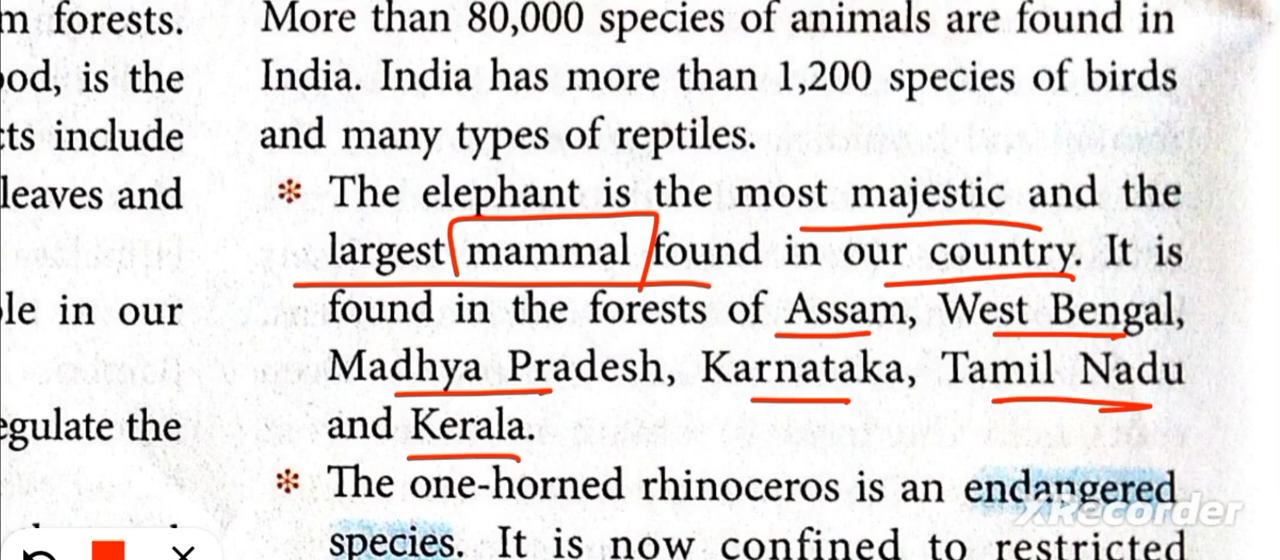 m forests.
ood, is the
cts include
leaves and
le in our
egulate the
More than 80,000 species of animals are found in
India. India has more than 1,200 species of birds
and many types of reptiles.
* The elephant is the most majestic and the
largest mammal found in our country. It is
found in the forests of Assam, West Bengal,
Madhya Pradesh, Karnataka, Tamil Nadu
and Kerala.
* The one-horned rhinoceros is an endangered
species. It is now confined to restricted
XRecorder